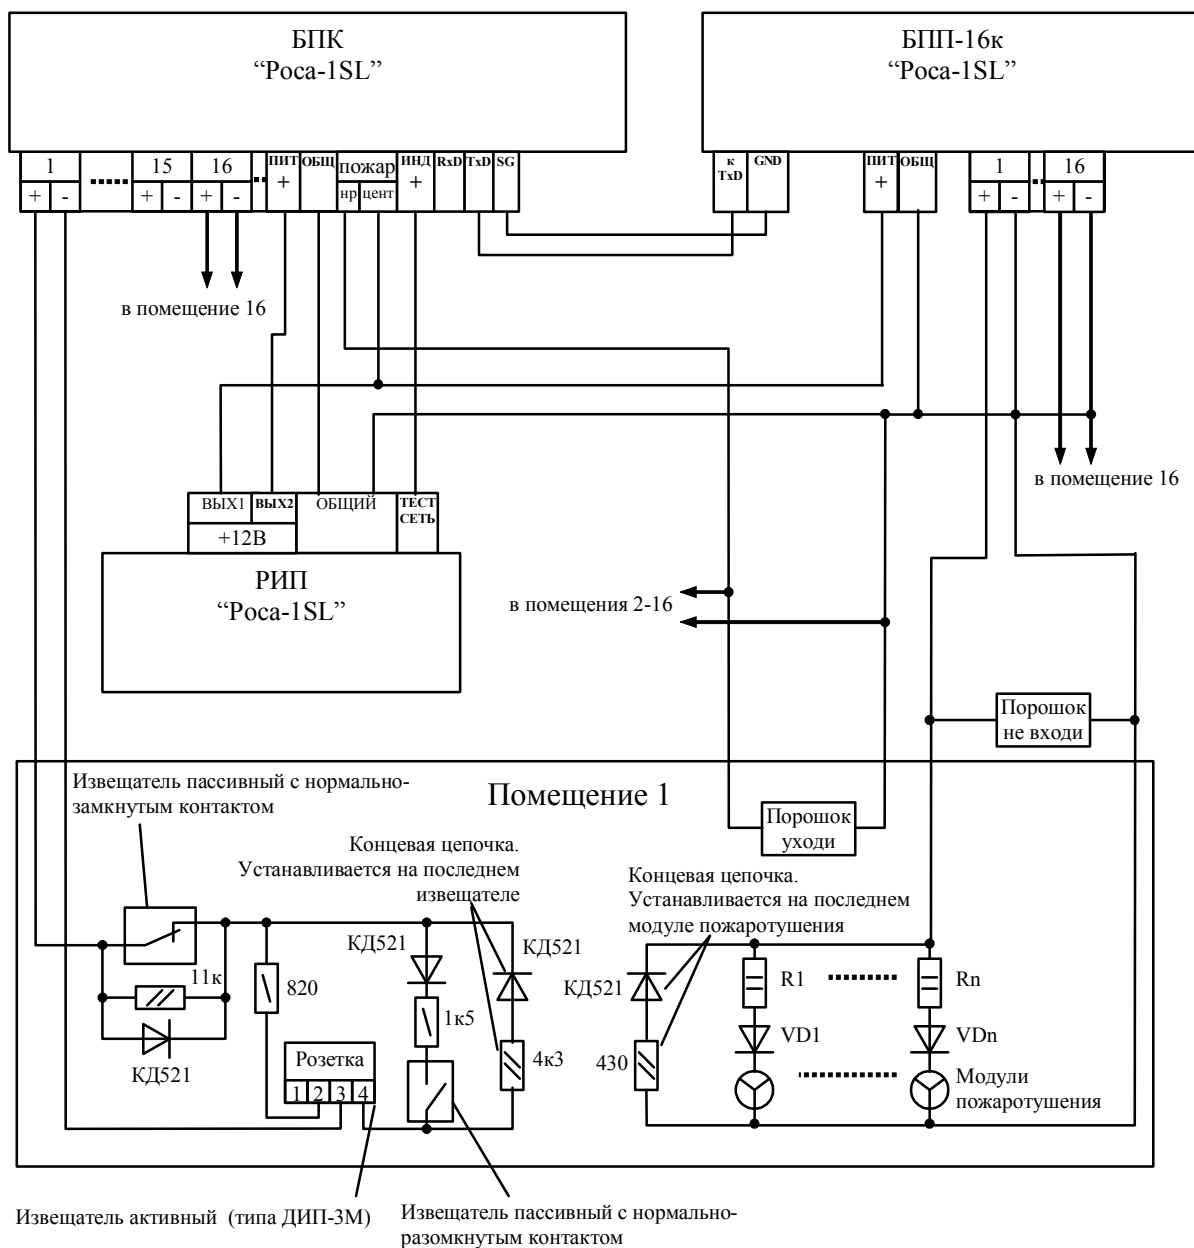 БПК
“Роса-1SL”
БПП-16к
“Роса-1SL”
1
15
16
ПИТ
+
ОБЩ
пожар
ИНД
+
RxD
TxD
SG
+
-
+
-
+
-
нр
цент
к
TxD
GND
ПИТ
+
ОБЩ
1
16
+
-
+
-
в помещение 16
в помещение 16
ВЫХ1
ВЫХ2
ОБЩИЙ
ТЕСТ
СЕТЬ
+12В
РИП
“Роса-1SL”
в помещения 2-16
Порошок
не входи
Помещение 1
Извещатель пассивный с нормально-
замкнутым контактом
Порошок
уходи
Концевая цепочка.
Устанавливается на последнем
извещателе
Концевая цепочка.
Устанавливается на последнем
модуле пожаротушения
КД521
КД521
КД521
11к
820
1к5
4к3
430
R1
Rn
VD1
VDn
КД521
Розетка
1
2
3
4
Модули
пожаротушения
Извещатель активный (типа ДИП-3М)
Извещатель пассивный с нормально-
разомкнутым контактом